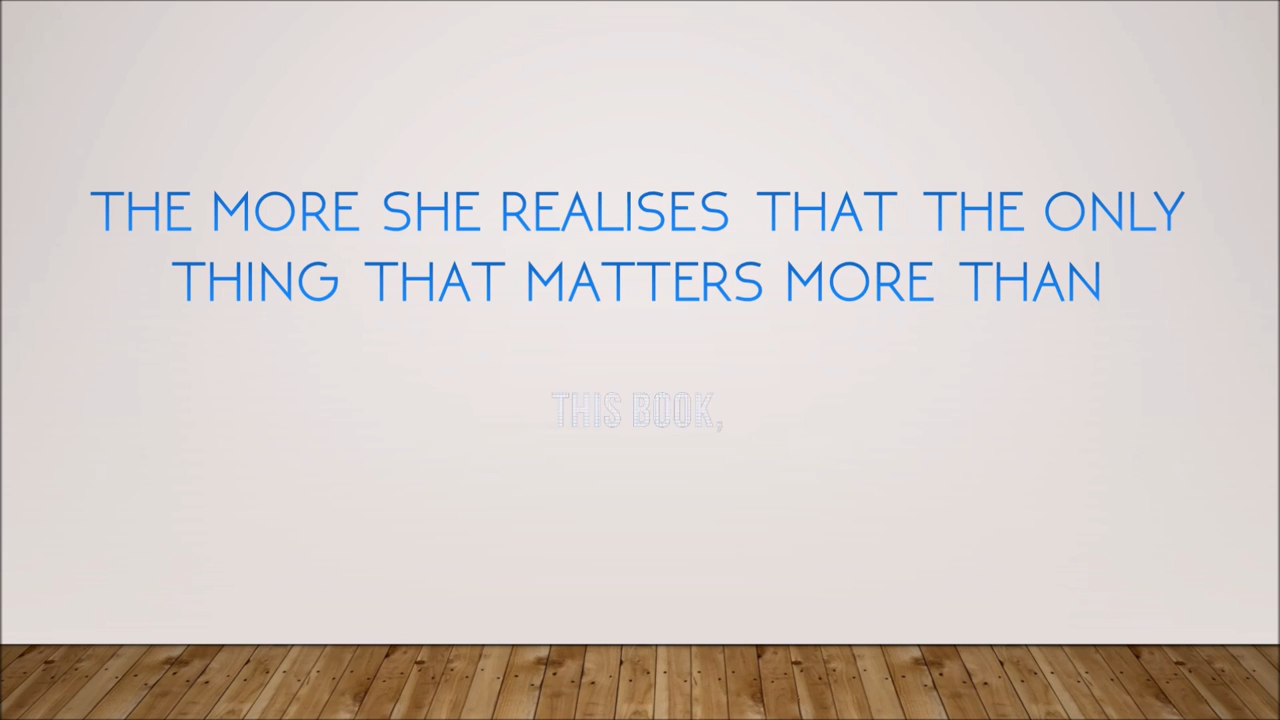 THE MORE SHE REALISES THAT THE ONLY
THING THAT MATTERS MORE THAN
THIS BOOK,